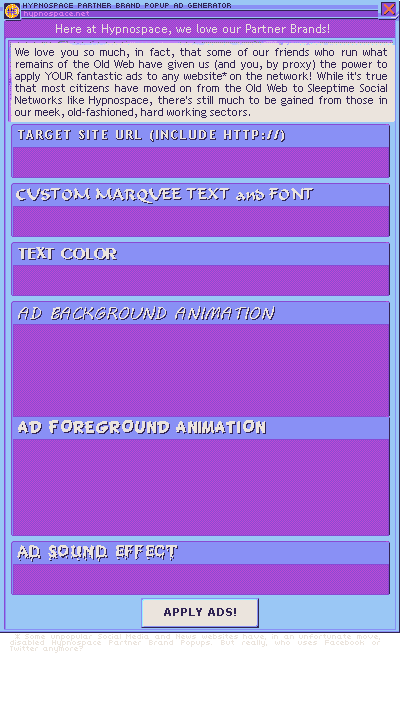 HYPNOSPACE PARTNER BRAND POPUP AD GENERATOR
hypnospace.net
Here at Hypnospace, we love our Partner Brands!
We love you so much, in fact, that some of our friends who run what
remains of the Old Web have given us (and you, by proxy) the power to
apply YOUR fantastic ads to any website* on the network! While it's true
that most citizens have moved on from the Old Web to Sleeptime Social
Networks like Hypnospace, there's still much to be gained from those in
our meek, old-fashioned, hard working sectors.
TARGET SITE URL (INCLUDE HTTP://)
CUSTOM MARQUEE TEXT and FONT
TEXT COLOR
AD BACKGROUND ANIMATION
AD FOREGROUND ANIMATION
AD SOUND EFFECT
APPLY ADS!
* some unpopular Social Media and News websites have, in an unfortunate move,
disabled Hypnospace Partner Brand Popups. But really, who uses Facebook or
Twitter anymore?